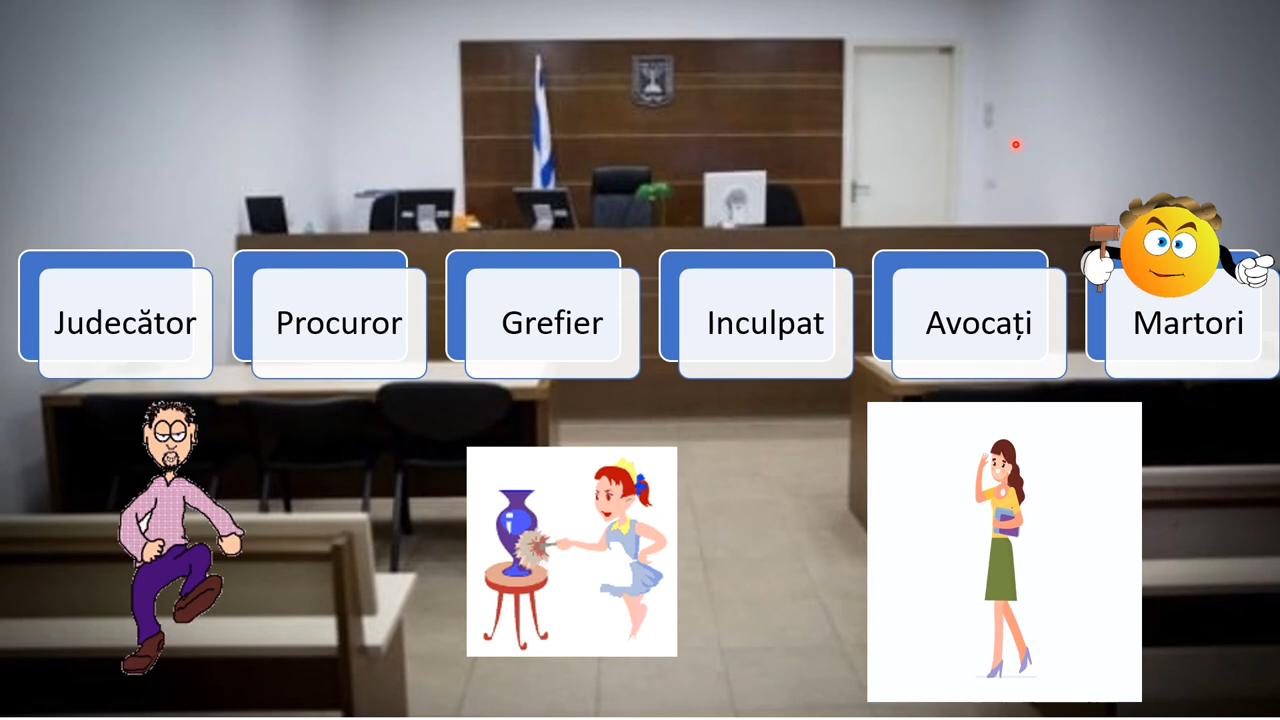 Judecător
Procuror
Grefier
Inculpat
Avocați
Martori